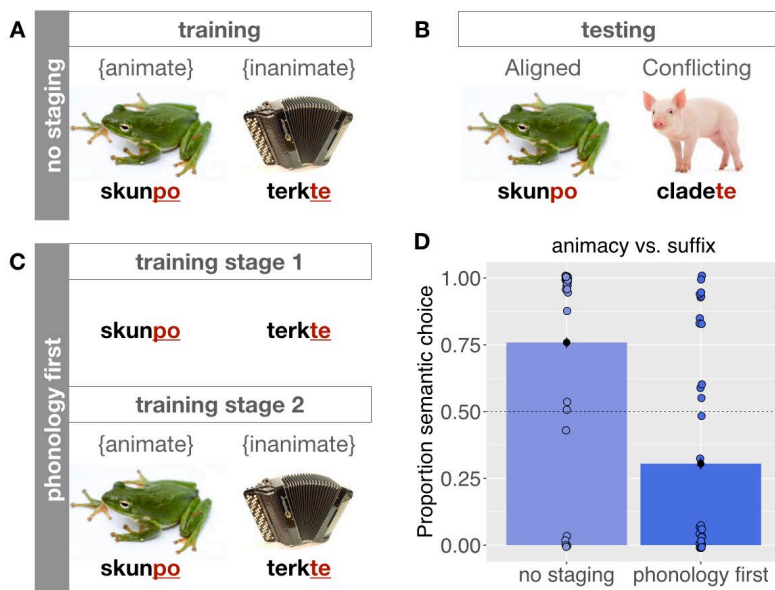 A
no staging
training
{animate} {inanimate}
skunpo terkte
B
testing
Aligned Conflicting
skunpo cladete
C
phonology first
training stage 1
skunpo terkte
training stage 2
{animate} {inanimate}
skunpo terkte
D
animacy vs. suffix
Proportion semantic choice
1.00
0.75
0.50
0.25
0.00
no staging phonology first